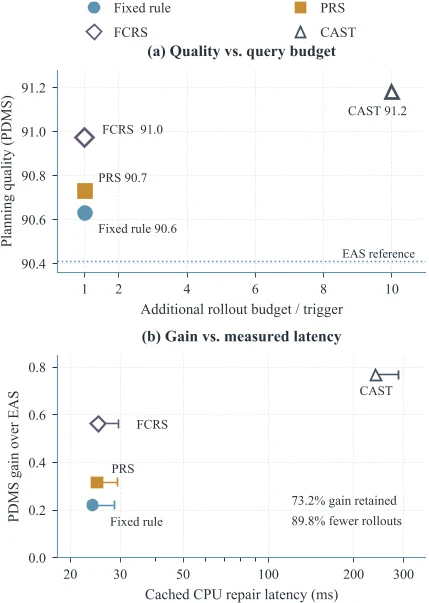 Fixed rule
PRS
FCRS
CAST
(a) Quality vs. query budget
Planning quality (PDMS)
91.2
91.0
90.8
90.6
90.4
CAST 91.2
FCRS 91.0
PRS 90.7
Fixed rule 90.6
EAS reference
1 2 4 6 8 10
Additional rollout budget / trigger
(b) Gain vs. measured latency
PDMS gain over EAS
0.8
0.6
0.4
0.2
0.0
CAST
FCRS
PRS
Fixed rule
73.2% gain retained
89.8% fewer rollouts
20 30 50 100 200 300
Cached CPU repair latency (ms)